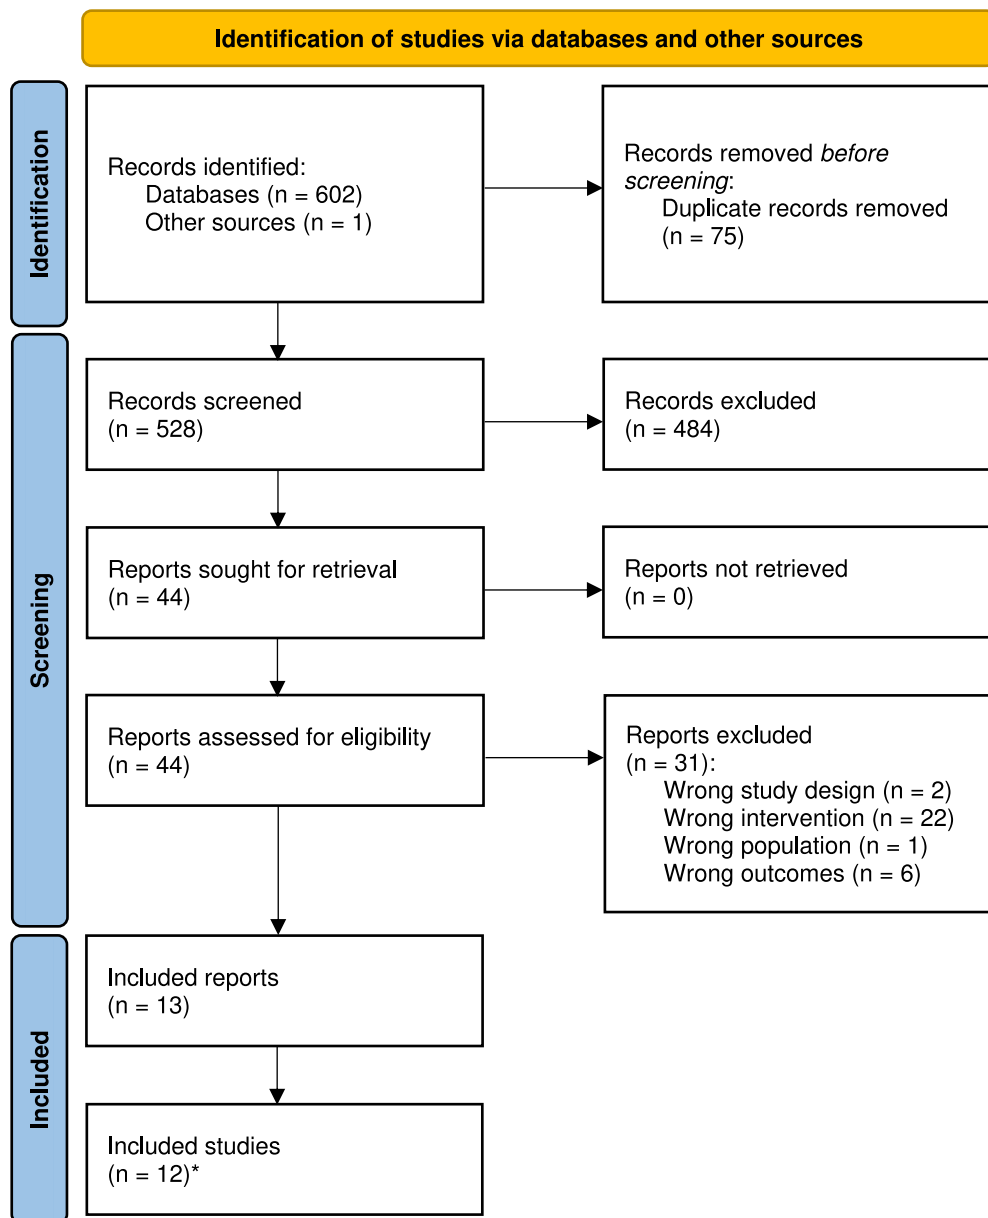 Identification of studies via databases and other sources
Identification
Records identified:
Databases (n = 602)
Other sources (n = 1)
Records removed before
screening:
Duplicate records removed
(n = 75)
Screening
Records screened
(n = 528)
Records excluded
(n = 484)
Reports sought for retrieval
(n = 44)
Reports not retrieved
(n = 0)
Reports assessed for eligibility
(n = 44)
Reports excluded
(n = 31):
Wrong study design (n = 2)
Wrong intervention (n = 22)
Wrong population (n = 1)
Wrong outcomes (n = 6)
Included
Included reports
(n = 13)
Included studies
(n = 12)*